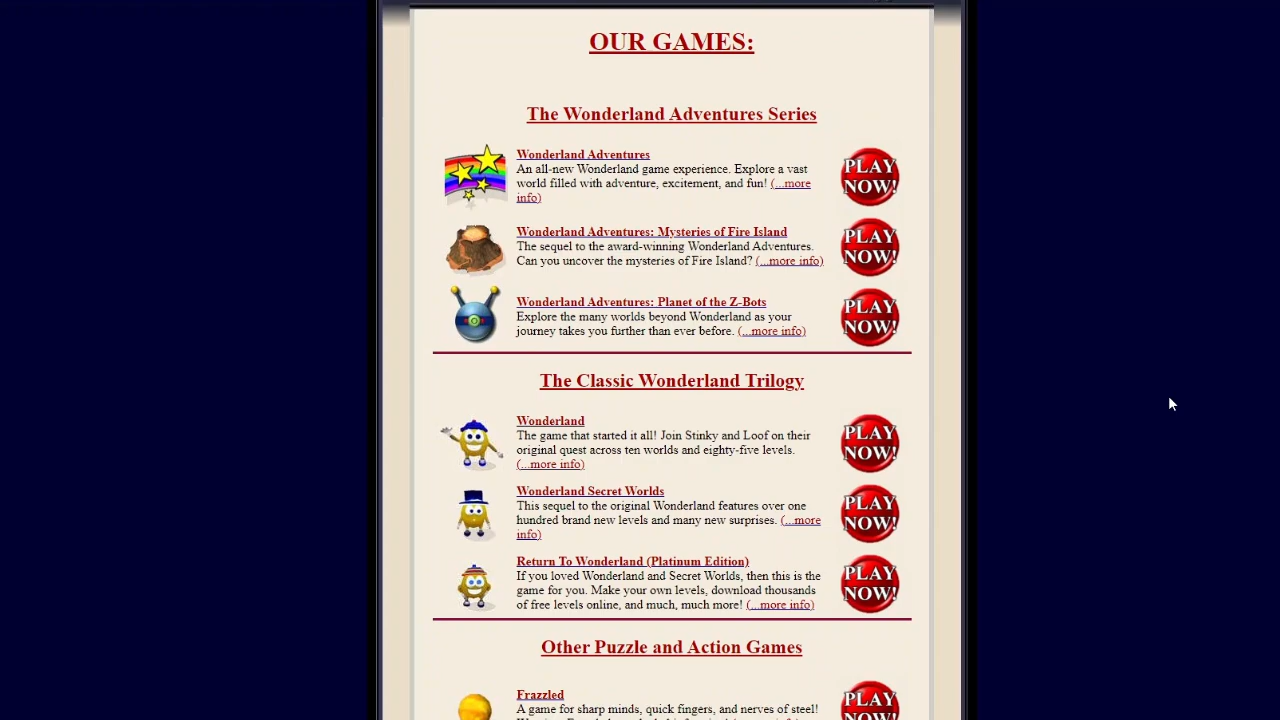 OUR GAMES:
The Wonderland Adventures Series
Wonderland Adventures
An all-new Wonderland game experience. Explore a vast
world filled with adventure, excitement, and fun! (...more
info)
PLAY
NOW!
Wonderland Adventures: Mysteries of Fire Island
The sequel to the award-winning Wonderland Adventures.
Can you uncover the mysteries of Fire Island? (...more info)
PLAY
NOW!
Wonderland Adventures: Planet of the Z-Bots
Explore the many worlds beyond Wonderland as your
journey takes you further than ever before. (...more info)
PLAY
NOW!
The Classic Wonderland Trilogy
Wonderland
The game that started it all! Join Stinky and Loof on their
original quest across ten worlds and eighty-five levels.
(...more info)
PLAY
NOW!
Wonderland Secret Worlds
This sequel to the original Wonderland features over one
hundred brand new levels and many new surprises. (...more
info)
PLAY
NOW!
Return To Wonderland (Platinum Edition)
If you loved Wonderland and Secret Worlds, then this is the
game for you. Make your own levels, download thousands
of free levels online, and much, much more! (...more info)
PLAY
NOW!
Other Puzzle and Action Games
Frazzled
A game for sharp minds, quick fingers, and nerves of steel!
PLAY
NOW!